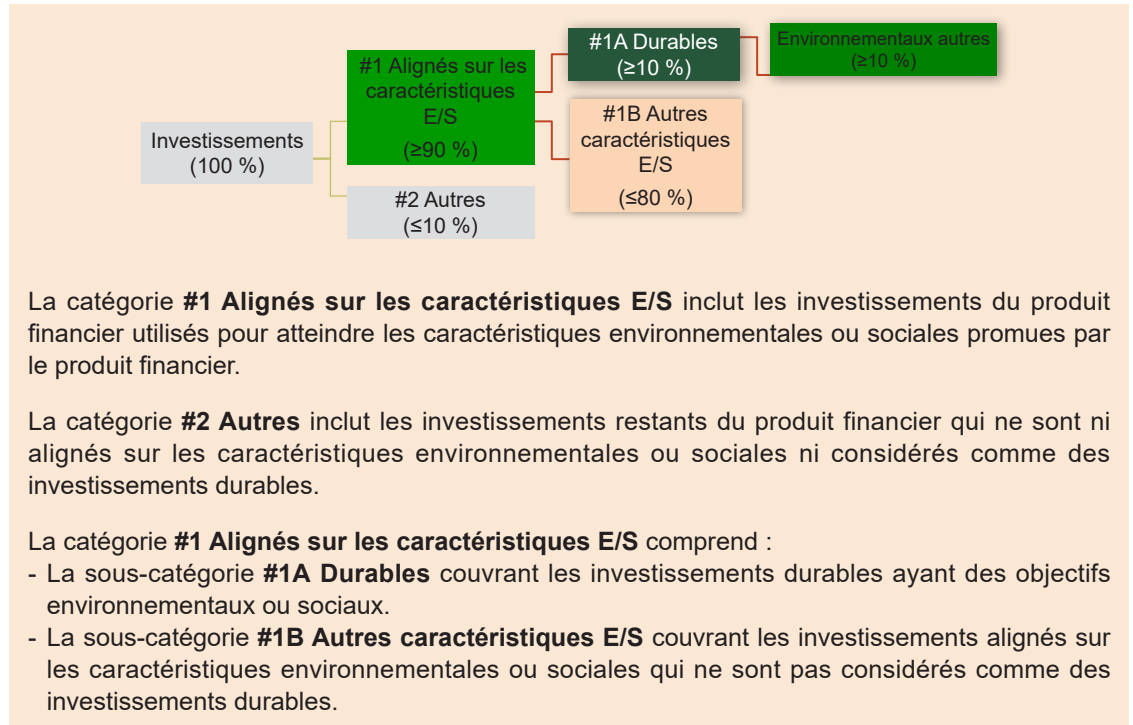 #1A Durables
(≥10 %)
Environnementaux autres
(≥10 %)
#1 Alignés sur les
caractéristiques
E/S
(≥90 %)
#1B Autres
caractéristiques
E/S
(≤80 %)
Investissements
(100 %)
#2 Autres
(≤10 %)
La catégorie #1 Alignés sur les caractéristiques E/S inclut les investissements du produit
financier utilisés pour atteindre les caractéristiques environnementales ou sociales promues par
le produit financier.
La catégorie #2 Autres inclut les investissements restants du produit financier qui ne sont ni
alignés sur les caractéristiques environnementales ou sociales ni considérés comme des
investissements durables.
La catégorie #1 Alignés sur les caractéristiques E/S comprend :
- La sous-catégorie #1A Durables couvrant les investissements durables ayant des objectifs
environnementaux ou sociaux.
- La sous-catégorie #1B Autres caractéristiques E/S couvrant les investissements alignés sur
les caractéristiques environnementales ou sociales qui ne sont pas considérés comme des
investissements durables.